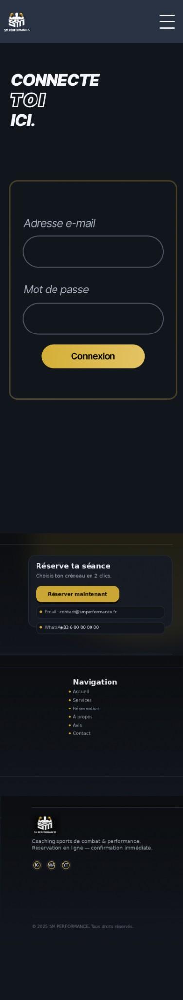 SM
SM PERFORMANCES
CONNECTE
TOI
ICI.
Adresse e-mail
Mot de passe
Connexion
Réserve ta séance
Choisis ton créneau en 2 clics.
Réserver maintenant
Email : contact@smperformance.fr
WhatsApp : +33 6 00 00 00 00
Navigation
Accueil
Services
Réservation
À propos
Avis
Contact
SM
SM PERFORMANCES
Coaching sports de combat & performance.
Réservation en ligne — confirmation immédiate.
IG WA YT
© 2025 SM PERFORMANCE. Tous droits réservés.